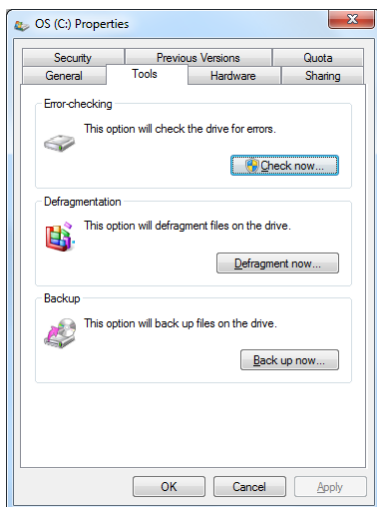 OS (C:) Properties
Security Previous Versions Quota
General Tools Hardware Sharing
Error-checking
This option will check the drive for errors.
Check now...
Defragmentation
This option will defragment files on the drive.
Defragment now...
Backup
This option will back up files on the drive.
Back up now...
OK Cancel Apply